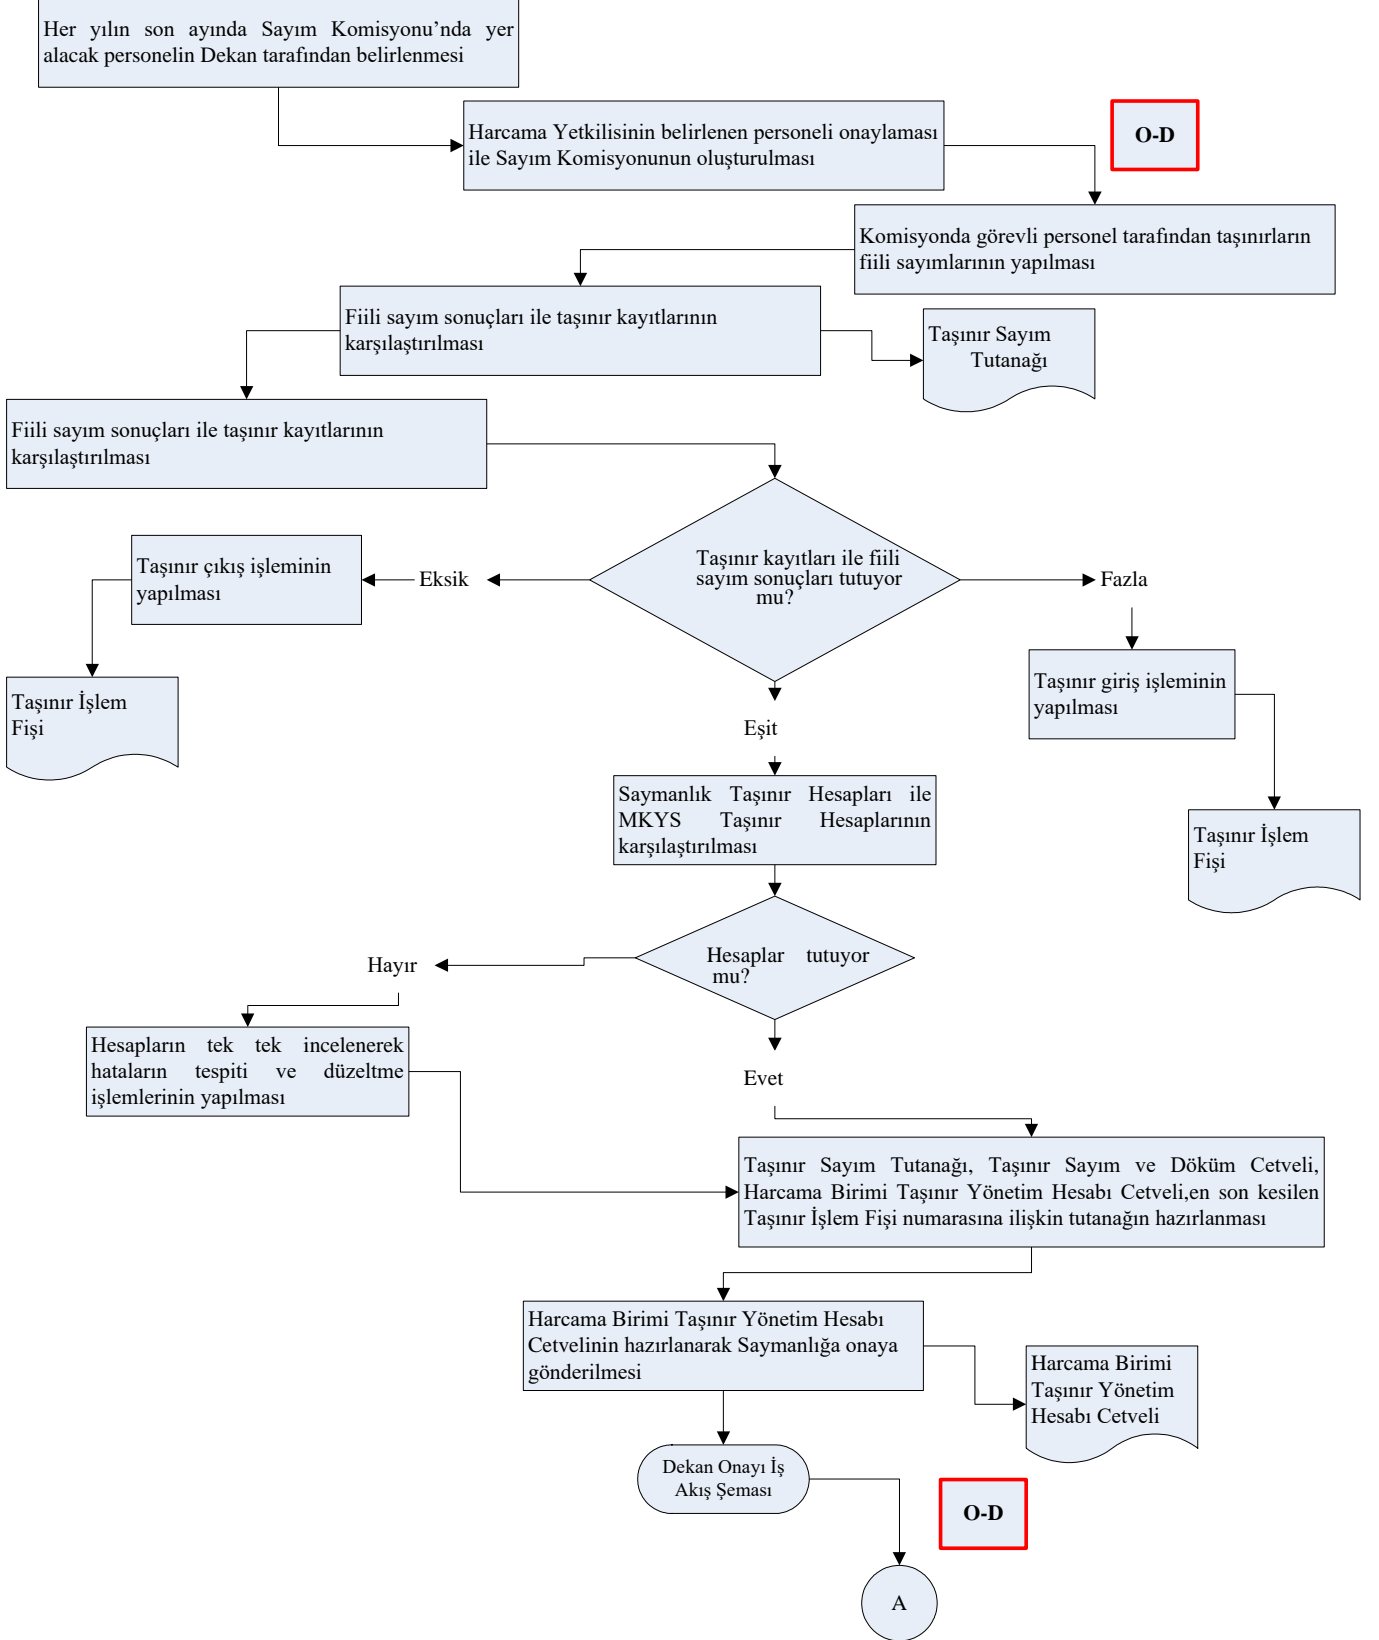 Her yılın son ayında Sayım Komisyonu’nda yer
alacak personelin Dekan tarafından belirlenmesi
Harcama Yetkilisinin belirlenen personeli onaylaması
ile Sayım Komisyonunun oluşturulması
O-D
Komisyonda görevli personel tarafından taşınırların
fiili sayımlarının yapılması
Fiili sayım sonuçları ile taşınır kayıtlarının
karşılaştırılması
Taşınır Sayım
Tutanağı
Fiili sayım sonuçları ile taşınır kayıtlarının
karşılaştırılması
Taşınır kayıtları ile fiili
sayım sonuçları tutuyor
mu?
Taşınır çıkış işleminin
yapılması
Eksik
Fazla
Taşınır İşlem
Fişi
Taşınır giriş işleminin
yapılması
Eşit
Saymanlık Taşınır Hesapları ile
MKYS Taşınır Hesaplarının
karşılaştırılması
Taşınır İşlem
Fişi
Hesaplar tutuyor
mu?
Hayır
Hesapların tek tek incelenerek
hataların tespiti ve düzeltme
işlemlerinin yapılması
Evet
Taşınır Sayım Tutanağı, Taşınır Sayım ve Döküm Cetveli,
Harcama Birimi Taşınır Yönetim Hesabı Cetveli,en son kesilen
Taşınır İşlem Fişi numarasına ilişkin tutanağın hazırlanması
Harcama Birimi Taşınır Yönetim Hesabı
Cetvelinin hazırlanarak Saymanlığa onaya
gönderilmesi
Harcama Birimi
Taşınır Yönetim
Hesabı Cetveli
Dekan Onayı İş
Akış Şeması
O-D
A